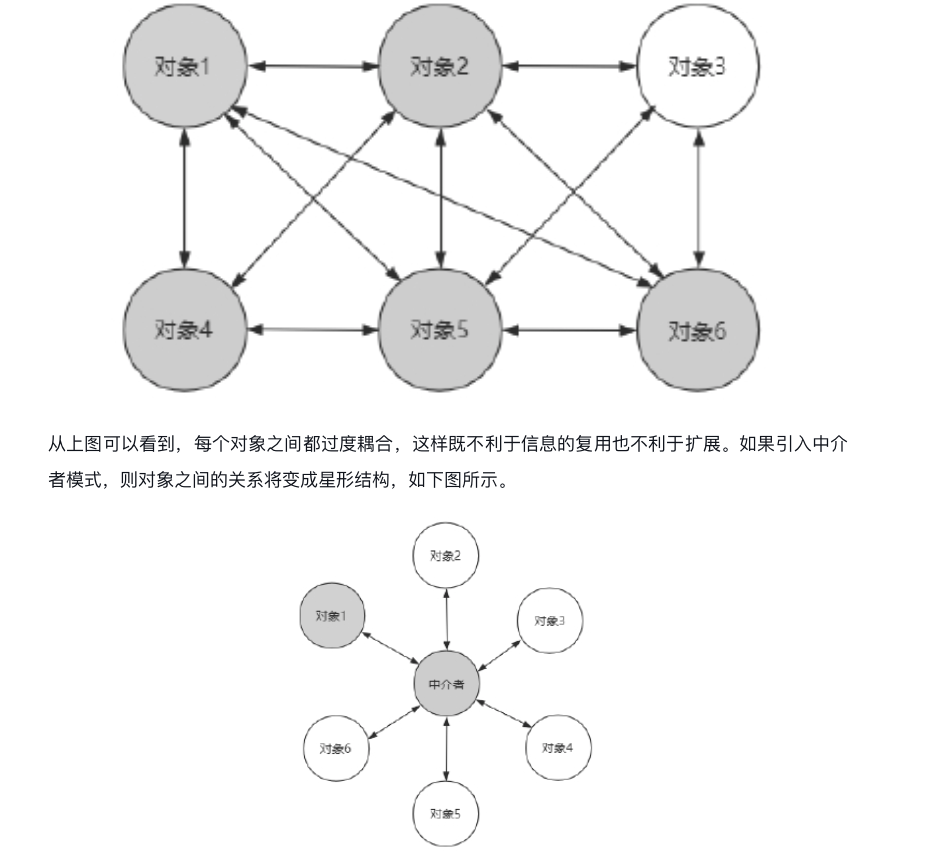 对象1
对象2
对象3
对象4
对象5
对象6
从上图可以看到，每个对象之间都过度耦合，这样既不利于信息的复用也不利于扩展。如果引入中介
者模式，则对象之间的关系将变成星形结构，如下图所示。
对象2
对象1
对象3
中介者
对象6
对象4
对象5